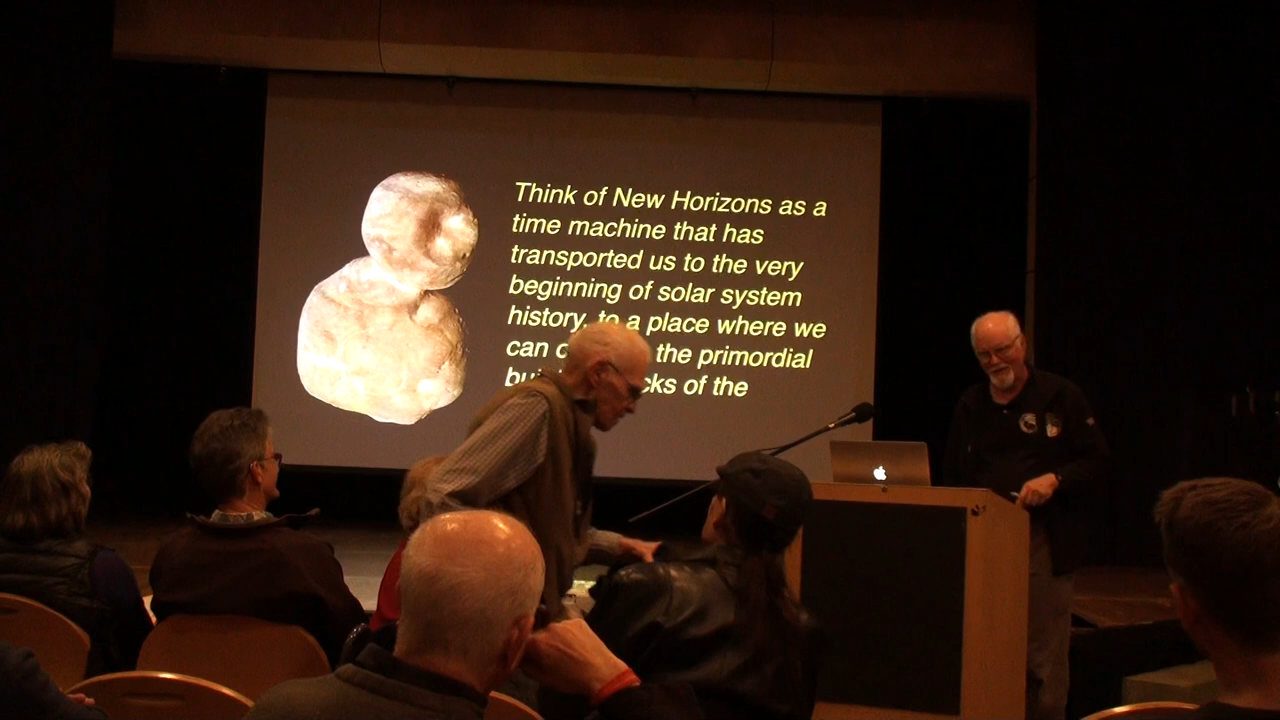 Think of New Horizons as a
time machine that has
transported us to the very
beginning of solar system
history, to a place where we
can the primordial
of the